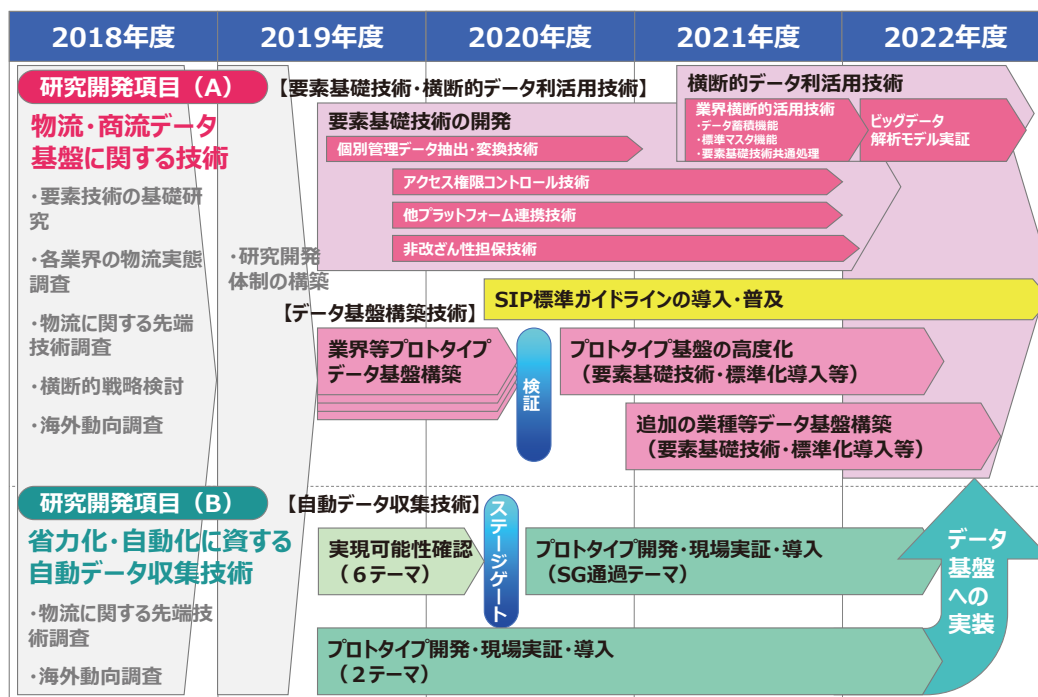 2018年度
2019年度
2020年度
2021年度
2022年度
研究開発項目（A）
物流・商流データ
基盤に関する技術
・要素技術の基礎研
究
・各業界の物流実態
調査
・物流に関する先端
技術調査
・横断的戦略検討
・海外動向調査
・研究開発
体制の構築
【要素基礎技術・横断的データ利活用技術】
要素基礎技術の開発
個別管理データ抽出・変換技術
アクセス権限コントロール技術
他プラットフォーム連携技術
非改ざん性担保技術
横断的データ利活用技術
業界横断的活用技術
・データ蓄積機能
・標準マスタ機能
・要素基礎技術共通処理
ビッグデータ
解析モデル実証
SIP標準ガイドラインの導入・普及
【データ基盤構築技術】
業界等プロトタイプ
データ基盤構築
検証
プロトタイプ基盤の高度化
（要素基礎技術・標準化導入等）
追加の業種等データ基盤構築
（要素基礎技術・標準化導入等）
研究開発項目（B）
省力化・自動化に資する
自動データ収集技術
・物流に関する先端技
術調査
・海外動向調査
【自動データ収集技術】
実現可能性確認
（６テーマ）
ステージゲート
プロトタイプ開発・現場実証・導入
（SG通過テーマ）
プロトタイプ開発・現場実証・導入
（２テーマ）
データ
基盤
への
実装